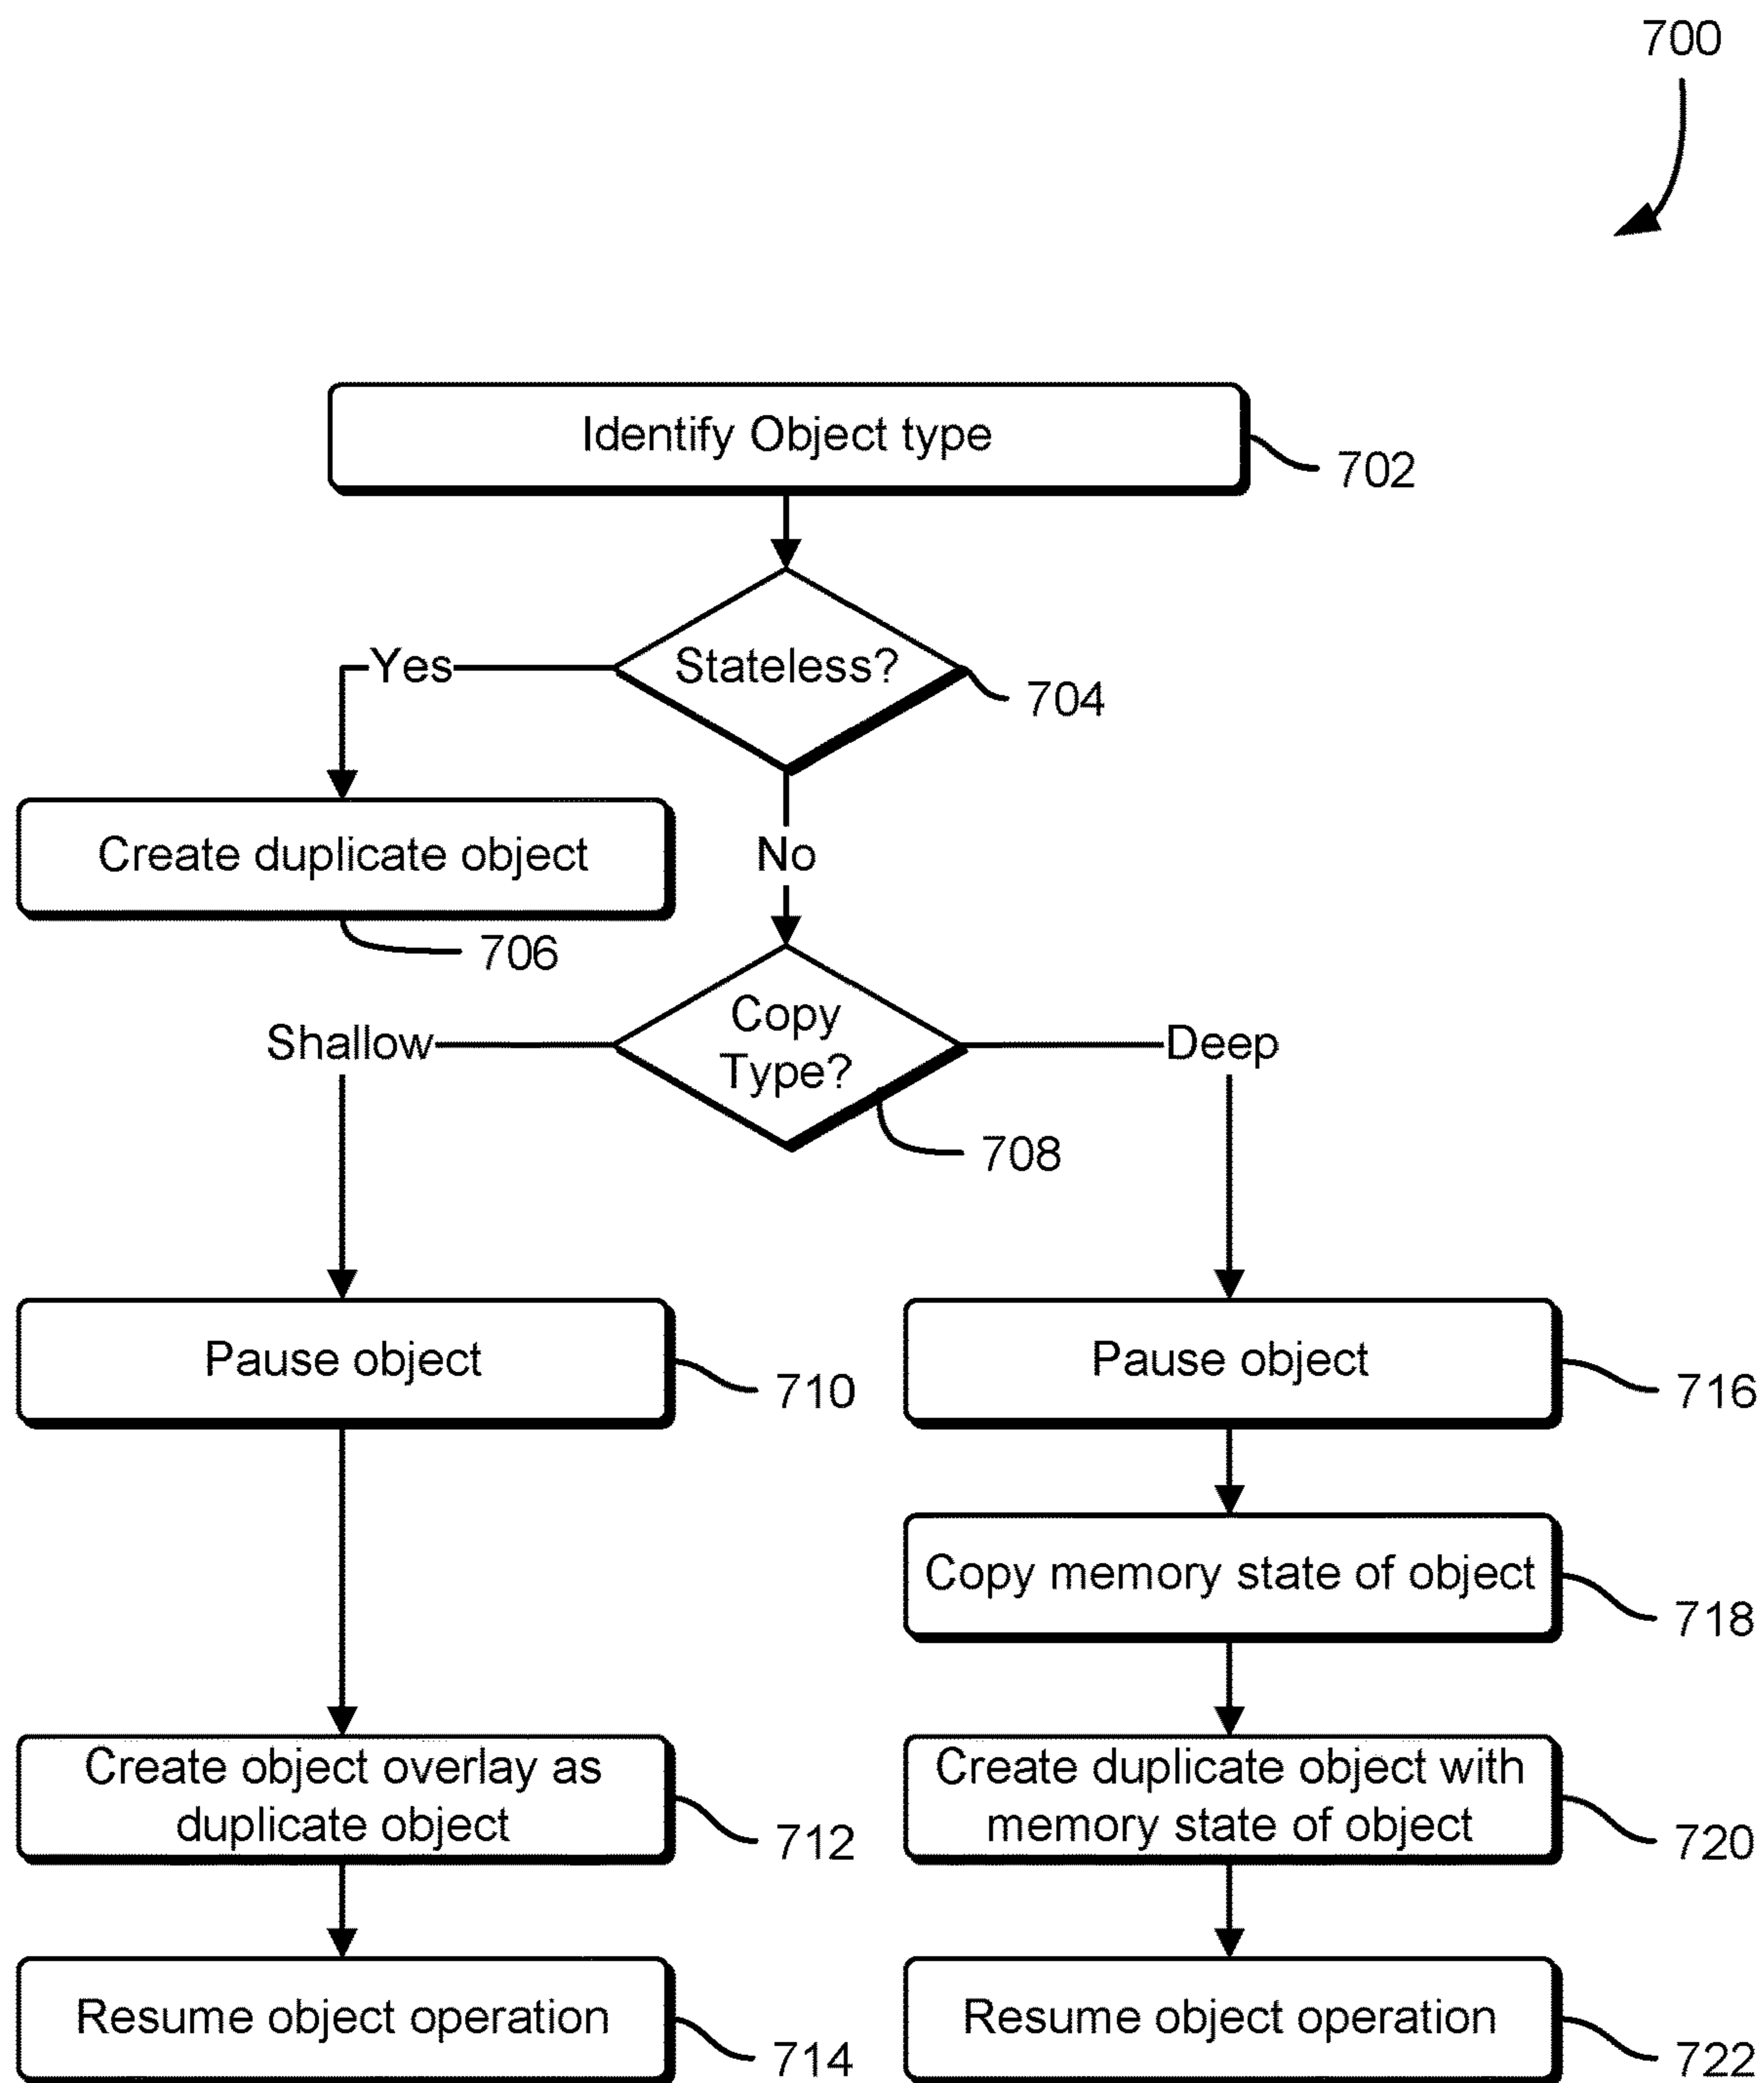 700
Identify Object type
702
Stateless?
704
Yes
Create duplicate object
706
No
Copy
Type?
708
Shallow
Deep
Pause object
710
Pause object
716
Copy memory state of object
718
Create object overlay as
duplicate object
712
Create duplicate object with
memory state of object
720
Resume object operation
714
Resume object operation
722